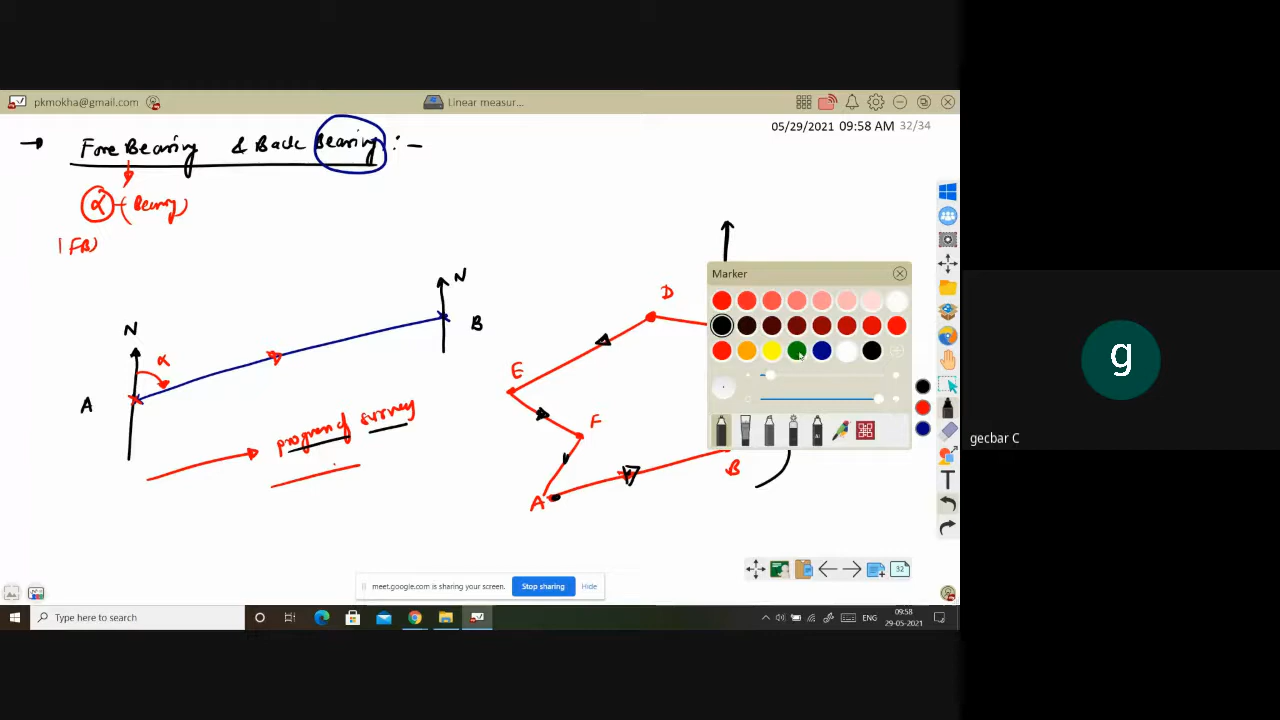 pkmokha@gmail.com
Linear measur...
05/29/2021 09:58 AM 32/34
→ Fore Bearing & Back Bearing :-
α (Bearing)
(FB)
N
α
A
N
B
progress of survey
D
E
F
A
B
Marker
T
32
meet.google.com is sharing your screen. Stop sharing Hide
g
gecbar C
Type here to search
ENG
09:58
29-05-2021